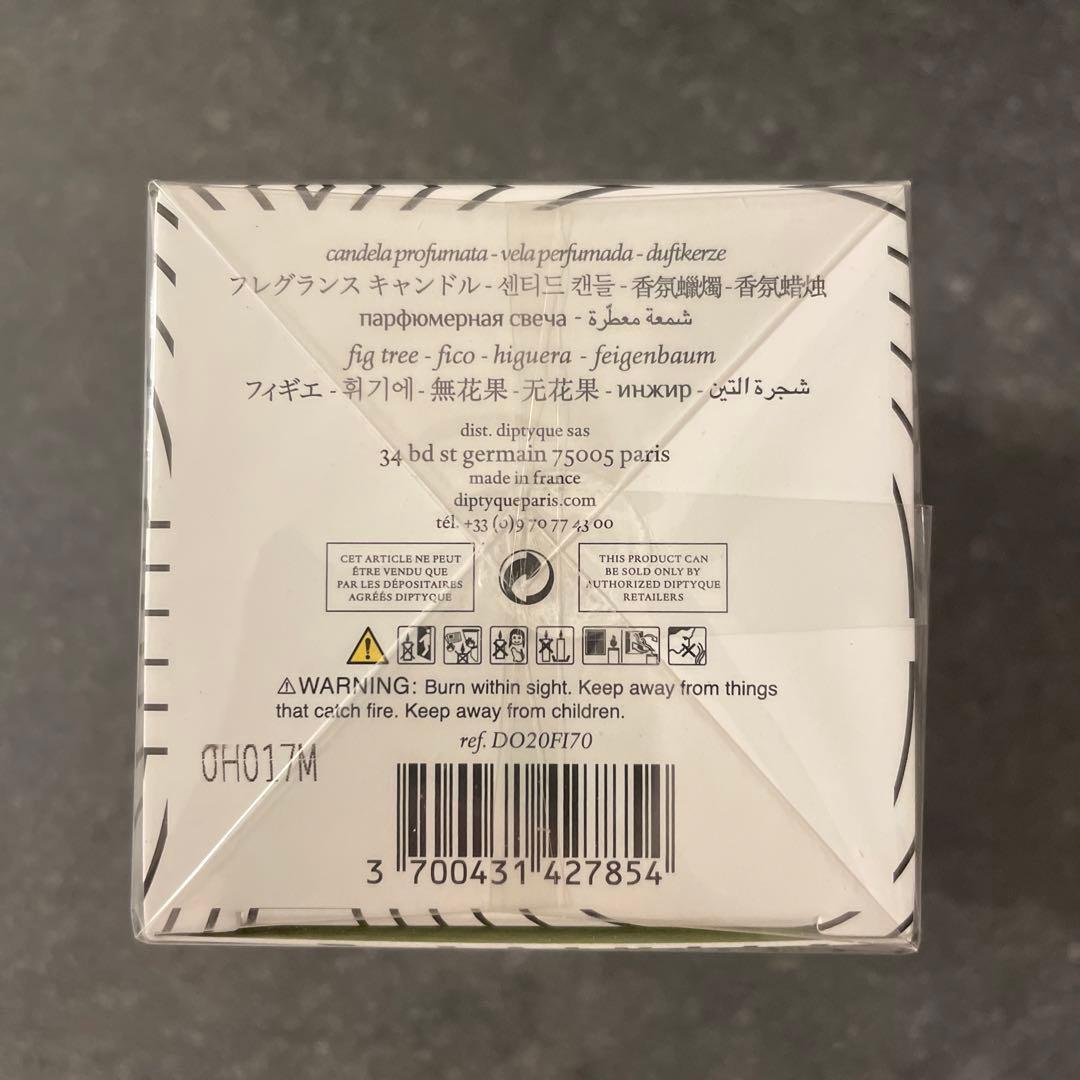 candela profumata - vela perfumada - duftkerze
フレグランス キャンドル - 센티드 캔들 - 香氛蠟燭 - 香氛蜡烛
парфюмерная свеча - شمعة معطّرة
fig tree - fico - higuera - feigenbaum
フィギエ - 휘기에 - 無花果 - 无花果 - инжир - شجرة التين
dist. diptyque sas
34 bd st germain 75005 paris
made in france
diptyqueparis.com
tél. +33 (0)9 70 77 43 00
CET ARTICLE NE PEUT
ÊTRE VENDU QUE
PAR LES DÉPOSITAIRES
AGRÉÉS DIPTYQUE
THIS PRODUCT CAN
BE SOLD ONLY BY
AUTHORIZED DIPTYQUE
RETAILERS
⚠WARNING: Burn within sight. Keep away from things
that catch fire. Keep away from children.
ref. DO20FI70
0H017M
3 700431 427854